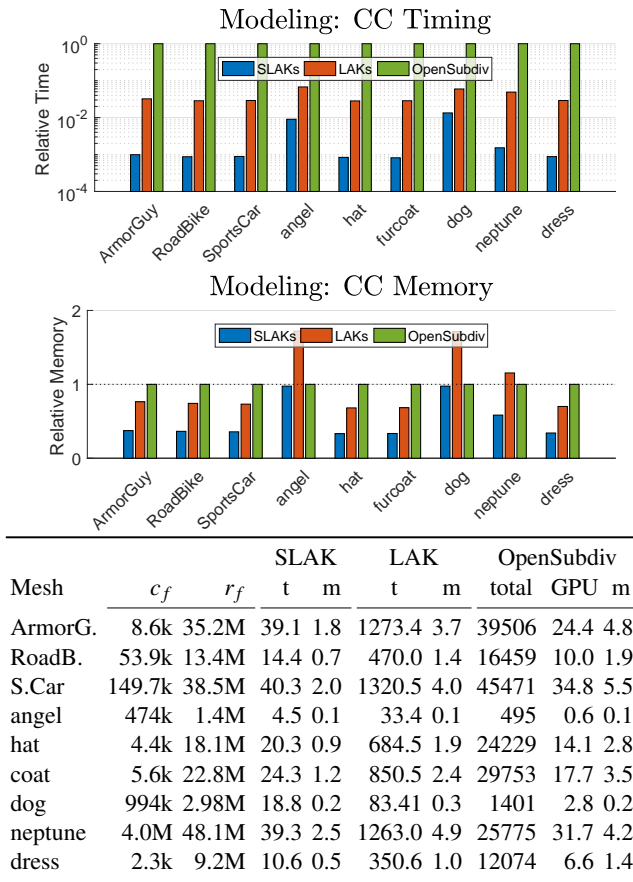 Modeling: CC Timing
10^0
SLAKs LAKs OpenSubdiv
Relative Time
10^-2
10^-4
ArmorGuy RoadBike SportsCar angel hat furcoat dog neptune dress
Modeling: CC Memory
2
SLAKs LAKs OpenSubdiv
Relative Memory
1
0
ArmorGuy RoadBike SportsCar angel hat furcoat dog neptune dress
SLAK LAK OpenSubdiv
Mesh c_f r_f t m t m total GPU m
ArmorG. 8.6k 35.2M 39.1 1.8 1273.4 3.7 39506 24.4 4.8
RoadB. 53.9k 13.4M 14.4 0.7 470.0 1.4 16459 10.0 1.9
S.Car 149.7k 38.5M 40.3 2.0 1320.5 4.0 45471 34.8 5.5
angel 474k 1.4M 4.5 0.1 33.4 0.1 495 0.6 0.1
hat 4.4k 18.1M 20.3 0.9 684.5 1.9 24229 14.1 2.8
coat 5.6k 22.8M 24.3 1.2 850.5 2.4 29753 17.7 3.5
dog 994k 2.98M 18.8 0.2 83.41 0.3 1401 2.8 0.2
neptune 4.0M 48.1M 39.3 2.5 1263.0 4.9 25775 31.7 4.2
dress 2.3k 9.2M 10.6 0.5 350.6 1.0 12074 6.6 1.4